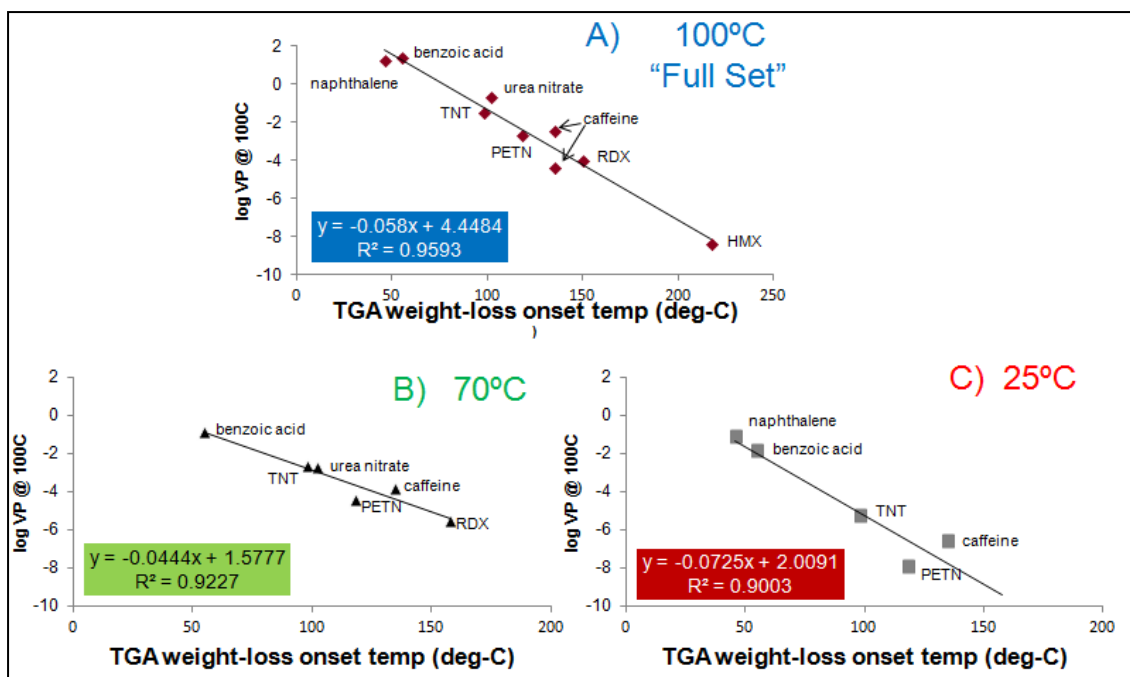 A) 100ºC
"Full Set"
log VP @ 100C
2
0
-2
-4
-6
-8
-10
benzoic acid
naphthalene
urea nitrate
TNT
caffeine
PETN
RDX
HMX
y = -0.058x + 4.4484
R² = 0.9593
0 50 100 150 200 250
TGA weight-loss onset temp (deg-C)
)
B) 70ºC
log VP @ 100C
2
0
-2
-4
-6
-8
-10
benzoic acid
TNT
urea nitrate
caffeine
PETN
RDX
y = -0.0444x + 1.5777
R² = 0.9227
0 50 100 150 200
TGA weight-loss onset temp (deg-C)
C) 25ºC
log VP @ 100C
2
0
-2
-4
-6
-8
-10
naphthalene
benzoic acid
TNT
caffeine
PETN
y = -0.0725x + 2.0091
R² = 0.9003
0 50 100 150 200
TGA weight-loss onset temp (deg-C)